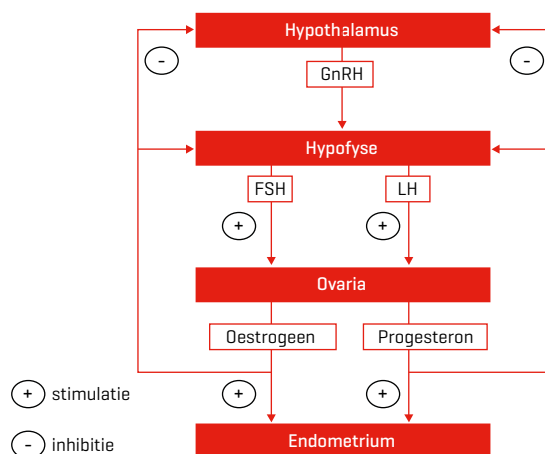 Hypothalamus
- -
GnRH
Hypofyse
FSH LH
+ +
Ovaria
Oestrogeen Progesteron
+ stimulatie + +
- inhibitie Endometrium